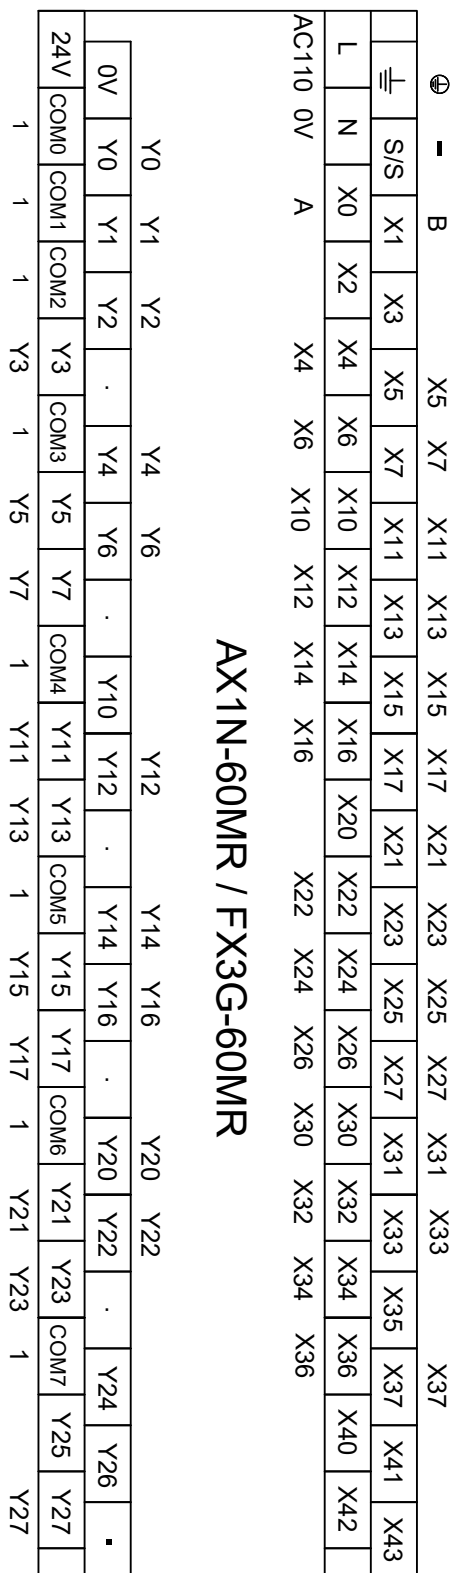 - B X5 X7 X11 X13 X15 X17 X21 X23 X25 X27 X31 X33 X37
⏚ S/S X1 X3 X5 X7 X11 X13 X15 X17 X21 X23 X25 X27 X31 X33 X35 X37 X41 X43
L N X0 X2 X4 X6 X10 X12 X14 X16 X20 X22 X24 X26 X30 X32 X34 X36 X40 X42
AC110 0V A X4 X6 X10 X12 X14 X16 X22 X24 X26 X30 X32 X34 X36
AX1N-60MR / FX3G-60MR
Y0 Y1 Y2 Y4 Y6 Y12 Y14 Y16 Y20 Y22
0V Y0 Y1 Y2 . Y4 Y6 . Y10 Y12 . Y14 Y16 . Y20 Y22 . Y24 Y26 .
24V COM0 COM1 COM2 Y3 COM3 Y5 Y7 COM4 Y11 Y13 COM5 Y15 Y17 COM6 Y21 Y23 COM7 Y25 Y27
1 1 1 Y3 1 Y5 Y7 1 Y11 Y13 1 Y15 Y17 1 Y21 Y23 1 Y27